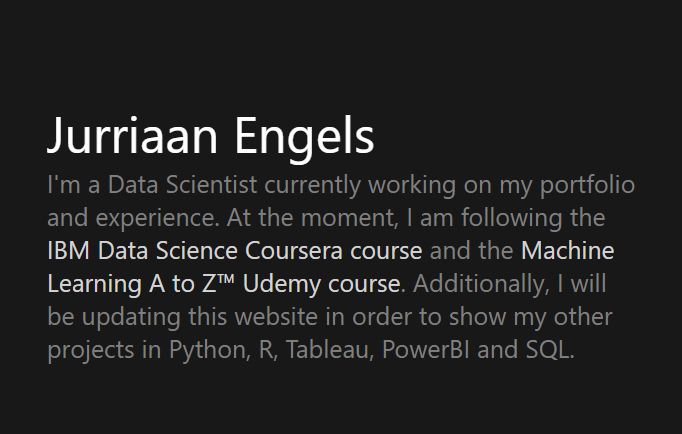 Jurriaan Engels
I'm a Data Scientist currently working on my portfolio
and experience. At the moment, I am following the
IBM Data Science Coursera course and the Machine
Learning A to Z™ Udemy course. Additionally, I will
be updating this website in order to show my other
projects in Python, R, Tableau, PowerBI and SQL.